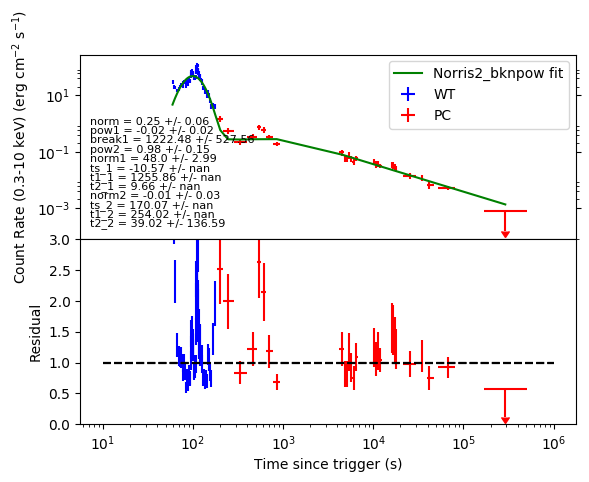 Count Rate (0.3-10 keV) (erg cm⁻² s⁻¹)
10¹
10⁻¹
10⁻³
Norris2_bknpow fit
WT
PC
norm = 0.25 +/- 0.06
pow1 = -0.02 +/- 0.02
break1 = 1222.48 +/- 527.56
pow2 = 0.98 +/- 0.15
norm1 = 48.0 +/- 2.99
ts_1 = -10.57 +/- nan
t1_1 = 1255.86 +/- nan
t2_1 = 9.66 +/- nan
norm2 = -0.01 +/- 0.03
ts_2 = 170.07 +/- nan
t1_2 = 254.02 +/- nan
t2_2 = 39.02 +/- 136.59
Residual
3.0
2.5
2.0
1.5
1.0
0.5
0.0
10¹ 10² 10³ 10⁴ 10⁵ 10⁶
Time since trigger (s)